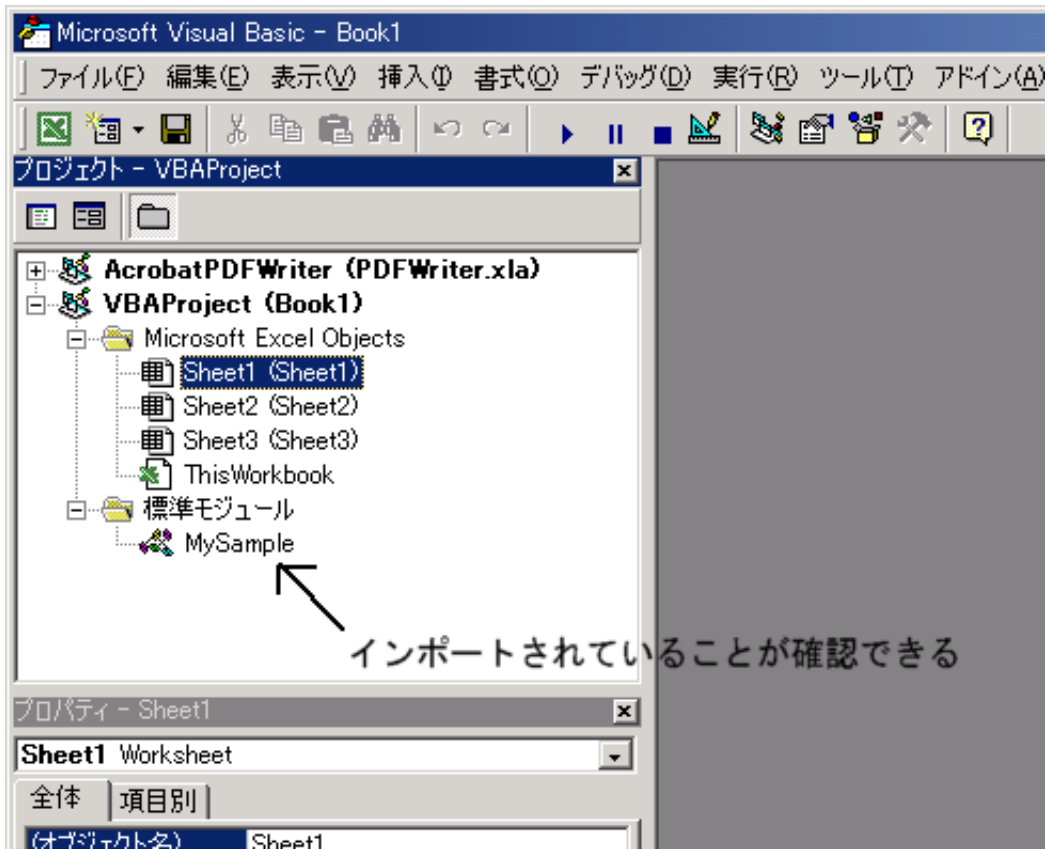 Microsoft Visual Basic - Book1
ファイル(F) 編集(E) 表示(V) 挿入(I) 書式(O) デバッグ(D) 実行(R) ツール(T) アドイン(A)
プロジェクト - VBAProject
AcrobatPDFWriter (PDFWriter.xla)
VBAProject (Book1)
Microsoft Excel Objects
Sheet1 (Sheet1)
Sheet2 (Sheet2)
Sheet3 (Sheet3)
ThisWorkbook
標準モジュール
MySample
インポートされていることが確認できる
プロパティ - Sheet1
Sheet1 Worksheet
全体 項目別
(オブジェクト名) Sheet1